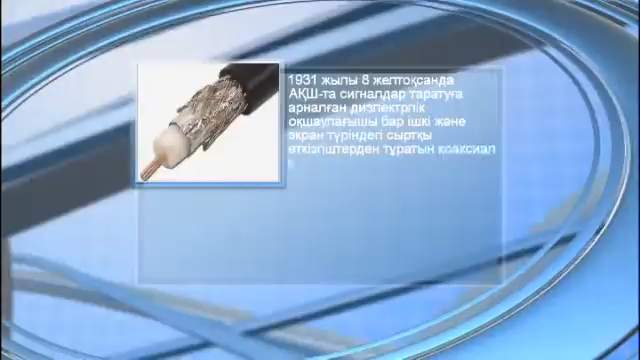 1931 жылы 8 желтоқсанда
АҚШ-та сигналдар таратуға
арналған диэлектрлік
оқшаулағышы бар ішкі және
экран түріндегі сыртқы
өткізгіштерден тұратын коаксиал